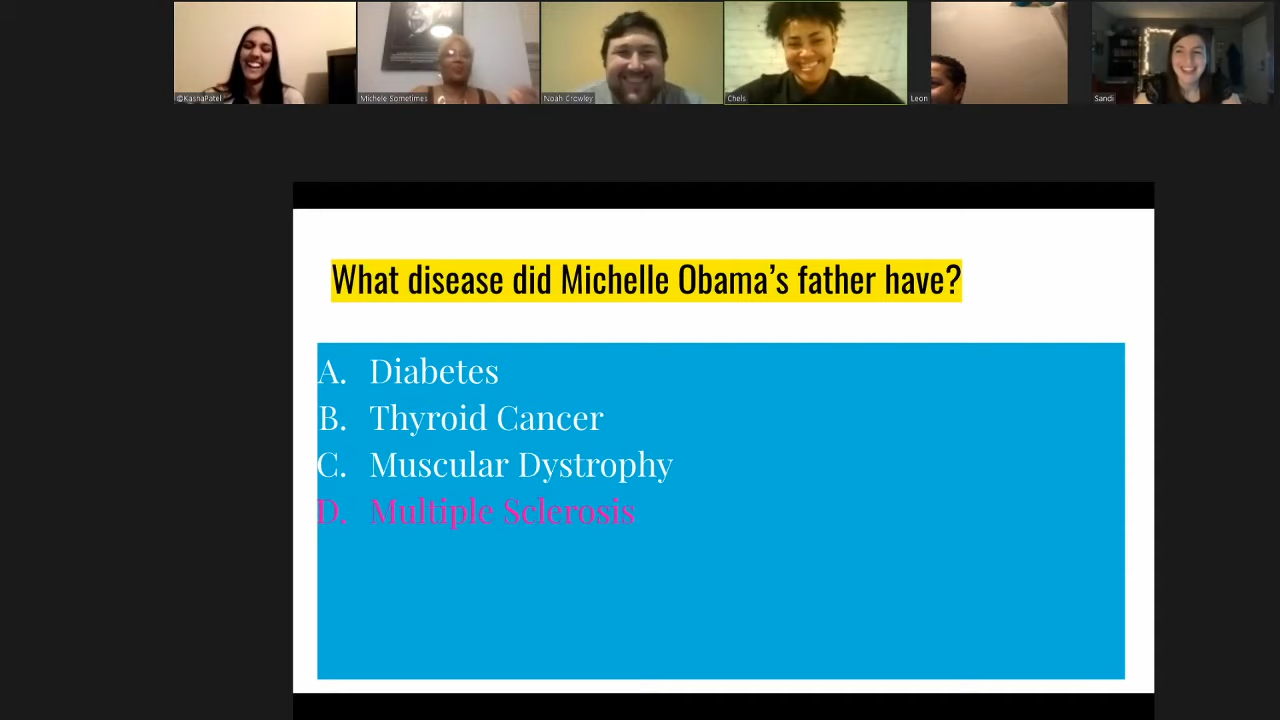 ©KashaPatel
Michele Sometimes
Noah Crowley
Chels
Leon
Sandi
What disease did Michelle Obama’s father have?
A. Diabetes
B. Thyroid Cancer
C. Muscular Dystrophy
D. Multiple Sclerosis